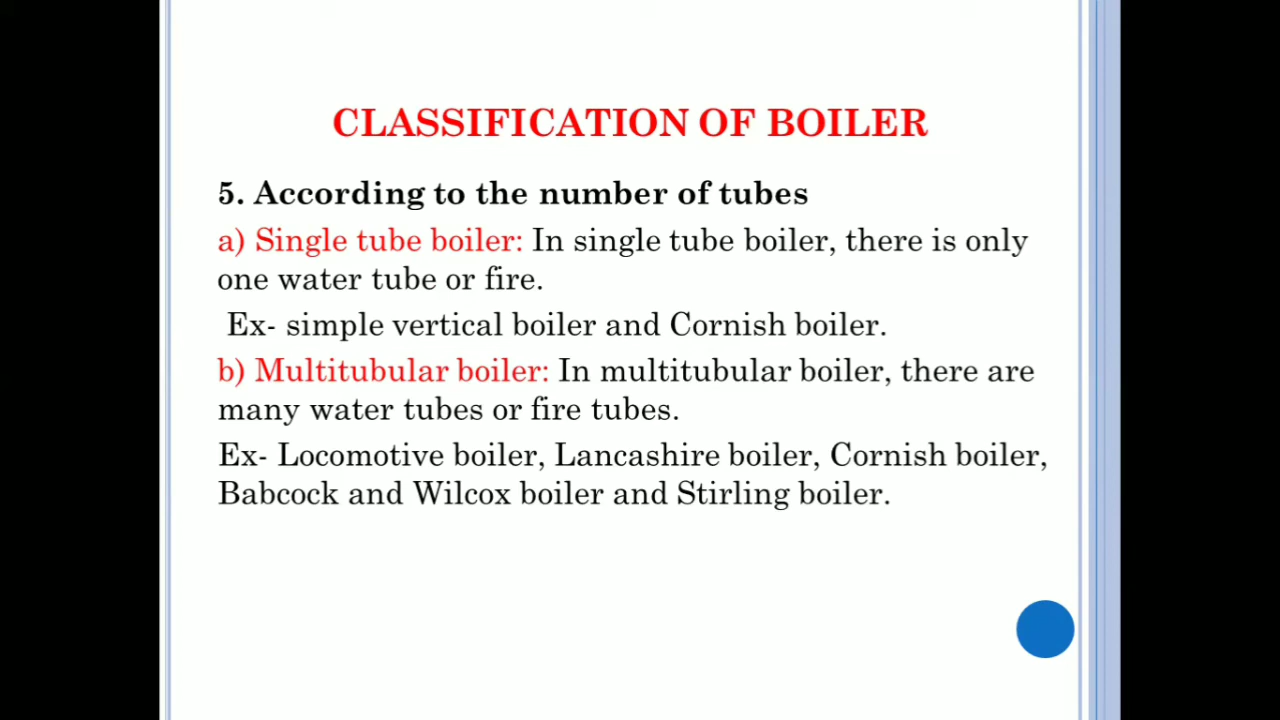 CLASSIFICATION OF BOILER
5. According to the number of tubes
a) Single tube boiler: In single tube boiler, there is only
one water tube or fire.
Ex- simple vertical boiler and Cornish boiler.
b) Multitubular boiler: In multitubular boiler, there are
many water tubes or fire tubes.
Ex- Locomotive boiler, Lancashire boiler, Cornish boiler,
Babcock and Wilcox boiler and Stirling boiler.